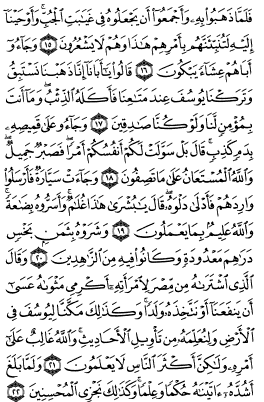 فَلَمَّا ذَهَبُوا۟ بِهِۦ وَأَجْمَعُوٓا۟ أَن يَجْعَلُوهُ فِى غَيَـٰبَتِ ٱلْجُبِّ ۚ وَأَوْحَيْنَآ
إِلَيْهِ لَتُنَبِّئَنَّهُم بِأَمْرِهِمْ هَـٰذَا وَهُمْ لَا يَشْعُرُونَ ١٥ وَجَآءُوٓ
أَبَاهُمْ عِشَآءً يَبْكُونَ ١٦ قَالُوا۟ يَـٰٓأَبَانَآ إِنَّا ذَهَبْنَا نَسْتَبِقُ
وَتَرَكْنَا يُوسُفَ عِندَ مَتَـٰعِنَا فَأَكَلَهُ ٱلذِّئْبُ ۖ وَمَآ أَنتَ
بِمُؤْمِنٍ لَّنَا وَلَوْ كُنَّا صَـٰدِقِينَ ١٧ وَجَآءُو عَلَىٰ قَمِيصِهِۦ
بِدَمٍ كَذِبٍ ۚ قَالَ بَلْ سَوَّلَتْ لَكُمْ أَنفُسُكُمْ أَمْرًا ۖ فَصَبْرٌ جَمِيلٌ ۖ
وَٱللَّهُ ٱلْمُسْتَعَانُ عَلَىٰ مَا تَصِفُونَ ١٨ وَجَآءَتْ سَيَّارَةٌ فَأَرْسَلُوا۟
وَارِدَهُمْ فَأَدْلَىٰ دَلْوَهُۥ ۖ قَالَ يَـٰبُشْرَىٰ هَـٰذَا غُلَـٰمٌ ۚ وَأَسَرُّوهُ بِضَـٰعَةً ۚ
وَٱللَّهُ عَلِيمٌۢ بِمَا يَعْمَلُونَ ١٩ وَشَرَوْهُ بِثَمَنٍۭ بَخْسٍ
دَرَٰهِمَ مَعْدُودَةٍ وَكَانُوا۟ فِيهِ مِنَ ٱلزَّٰهِدِينَ ٢٠ وَقَالَ
ٱلَّذِى ٱشْتَرَىٰهُ مِن مِّصْرَ لِٱمْرَأَتِهِۦٓ أَكْرِمِى مَثْوَىٰهُ عَسَىٰٓ
أَن يَنفَعَنَآ أَوْ نَتَّخِذَهُۥ وَلَدًا ۚ وَكَذَٰلِكَ مَكَّنَّا لِيُوسُفَ فِى
ٱلْأَرْضِ وَلِنُعَلِّمَهُۥ مِن تَأْوِيلِ ٱلْأَحَادِيثِ ۚ وَٱللَّهُ غَالِبٌ عَلَىٰٓ
أَمْرِهِۦ وَلَـٰكِنَّ أَكْثَرَ ٱلنَّاسِ لَا يَعْلَمُونَ ٢١ وَلَمَّا بَلَغَ
أَشُدَّهُۥٓ ءَاتَيْنَـٰهُ حُكْمًا وَعِلْمًا ۚ وَكَذَٰلِكَ نَجْزِى ٱلْمُحْسِنِينَ ٢٢